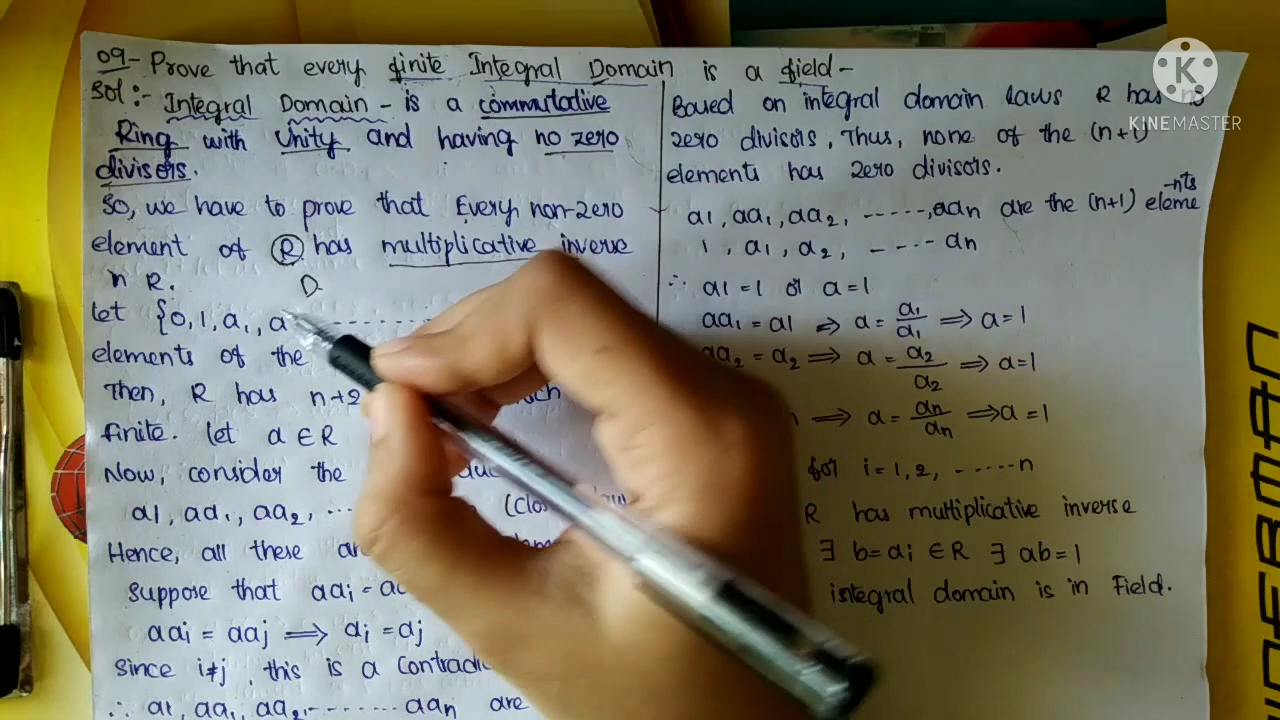 09- Prove that every finite Integral Domain is a field-
Sol:- Integral Domain - is a commutative
Ring with Unity and having no zero
divisers.
So, we have to prove that Every non-zero
element of R has multiplicative inverse
n R.
D
let {0, 1, a₁, a
elements of the
Then, R has n+2
finite. let a ∈ R
Now, consider the
a1, aa₁, aa₂, ...
Hence, all these
Suppose that aai =
aai = aaj ⟹ ai = aj
Since i≠j, this is a
∴ a1, aa₁, aa₂, ........ aan are
Based on integral domain laws R has
zero divisors, Thus, none of the (n+1)
elements has zero divisors.
a1, aa₁, aa₂, ------, aan are the (n+1) eleme
-nts
1, a₁, a₂, ---- an
∴ a1 = 1 or a = 1
aa₁ = a1 ⇒ a = a₁/a₁ ⟹ a = 1
aa₂ = a₂ ⟹ a = a₂/a₂ ⟹ a = 1
⟹ a = an/an ⟹ a = 1
for i = 1, 2, ------ n
R has multiplicative inverse
∃ b = ai ∈ R ∃ ab = 1
integral domain is in Field.
KINEMASTER